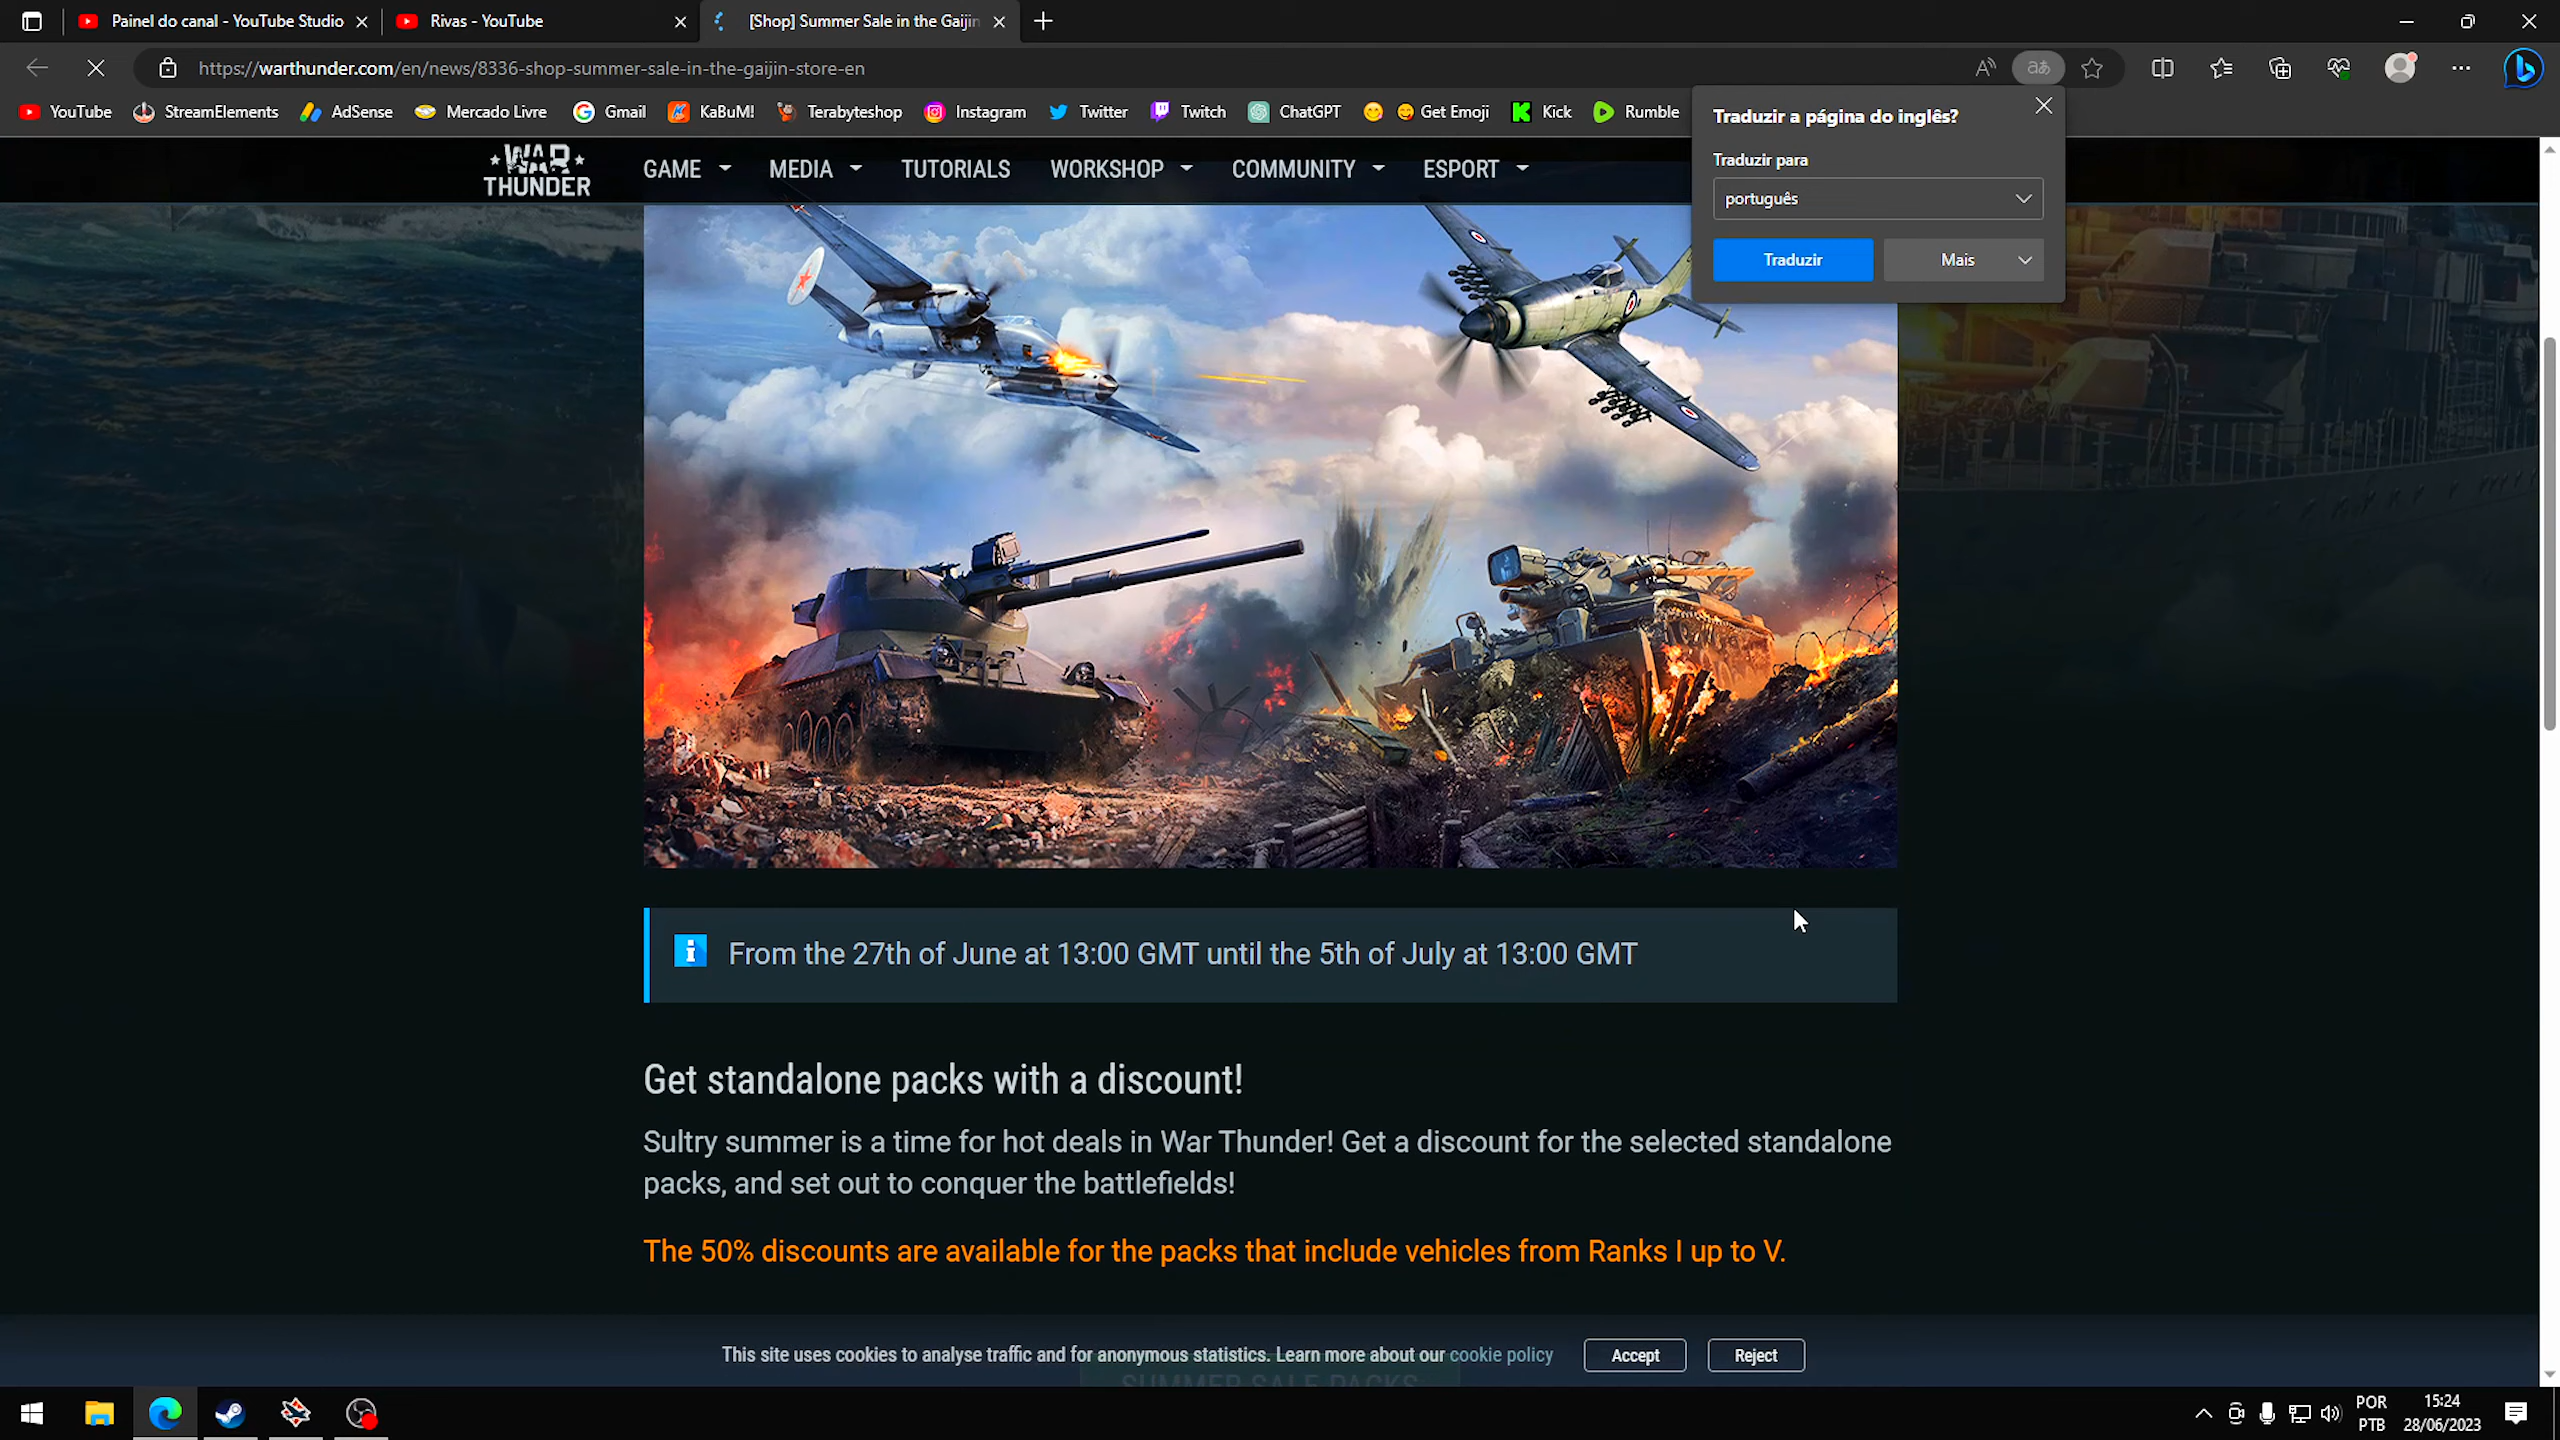 Painel do canal - YouTube Studio
Rivas - YouTube
[Shop] Summer Sale in the Gaijin
https://warthunder.com/en/news/8336-shop-summer-sale-in-the-gaijin-store-en
YouTube
StreamElements
AdSense
Mercado Livre
Gmail
KaBuM!
Terabyteshop
Instagram
Twitter
Twitch
ChatGPT
Get Emoji
Kick
Rumble
Traduzir a página do inglês?
Traduzir para
português
Traduzir
Mais
WAR
THUNDER
GAME
MEDIA
TUTORIALS
WORKSHOP
COMMUNITY
ESPORT
From the 27th of June at 13:00 GMT until the 5th of July at 13:00 GMT
Get standalone packs with a discount!
Sultry summer is a time for hot deals in War Thunder! Get a discount for the selected standalone
packs, and set out to conquer the battlefields!
The 50% discounts are available for the packs that include vehicles from Ranks I up to V.
This site uses cookies to analyse traffic and for anonymous statistics. Learn more about our cookie policy
Accept
Reject
SUMMER SALE PACKS
POR
PTB
15:24
28/06/2023